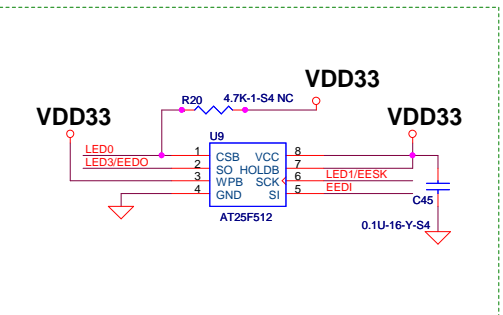 VDD33
R20 4.7K-1-S4 NC
VDD33 VDD33
U9
LED0 1 CSB VCC 8
LED3/EEDO 2 SO HOLDB 7
3 WPB SCK 6 LED1/EESK
4 GND SI 5 EEDI
C45
AT25F512
0.1U-16-Y-S4